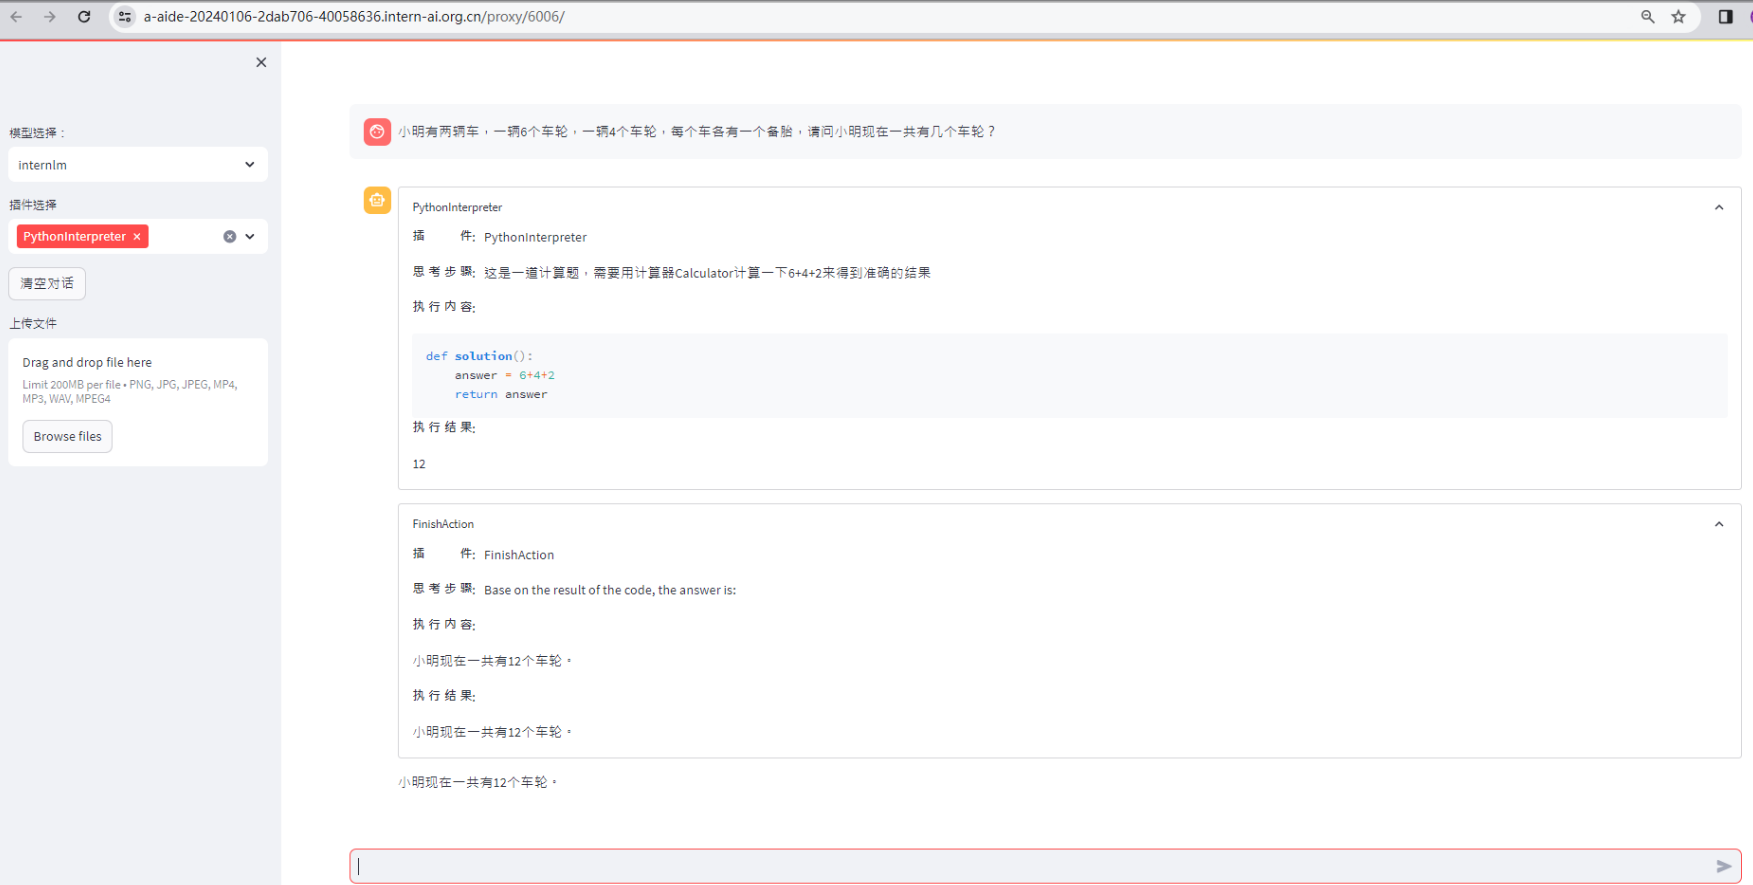 a-aide-20240106-2dab706-40058636.intern-ai.org.cn/proxy/6006/
模型选择：
internlm
插件选择
PythonInterpreter
清空对话
上传文件
Drag and drop file here
Limit 200MB per file • PNG, JPG, JPEG, MP4,
MP3, WAV, MPEG4
Browse files
小明有两辆车，一辆6个车轮，一辆4个车轮，每个车各有一个备胎，请问小明现在一共有几个车轮？
PythonInterpreter
插 件: PythonInterpreter
思考步骤: 这是一道计算题，需要用计算器Calculator计算一下6+4+2来得到准确的结果
执行内容:
def solution():
    answer = 6+4+2
    return answer
执行结果:
12
FinishAction
插 件: FinishAction
思考步骤: Base on the result of the code, the answer is:
执行内容:
小明现在一共有12个车轮。
执行结果:
小明现在一共有12个车轮。
小明现在一共有12个车轮。